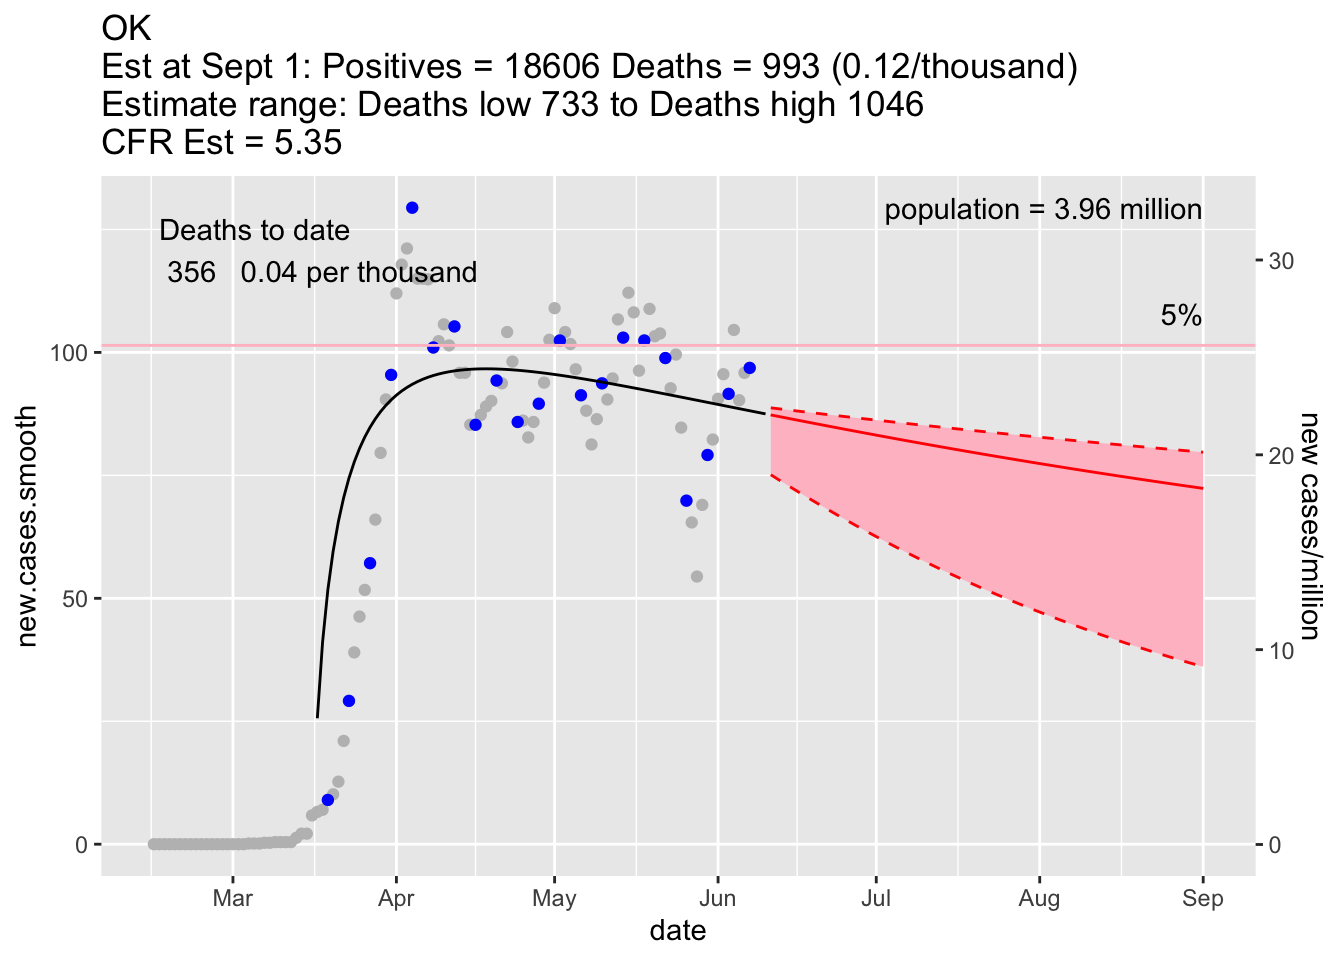 OK
Est at Sept 1: Positives = 18606 Deaths = 993 (0.12/thousand)
Estimate range: Deaths low 733 to Deaths high 1046
CFR Est = 5.35
population = 3.96 million
Deaths to date
356 0.04 per thousand
5%
100
50
0
new.cases.smooth
30
20
10
0
new cases/million
Mar Apr May Jun Jul Aug Sep
date